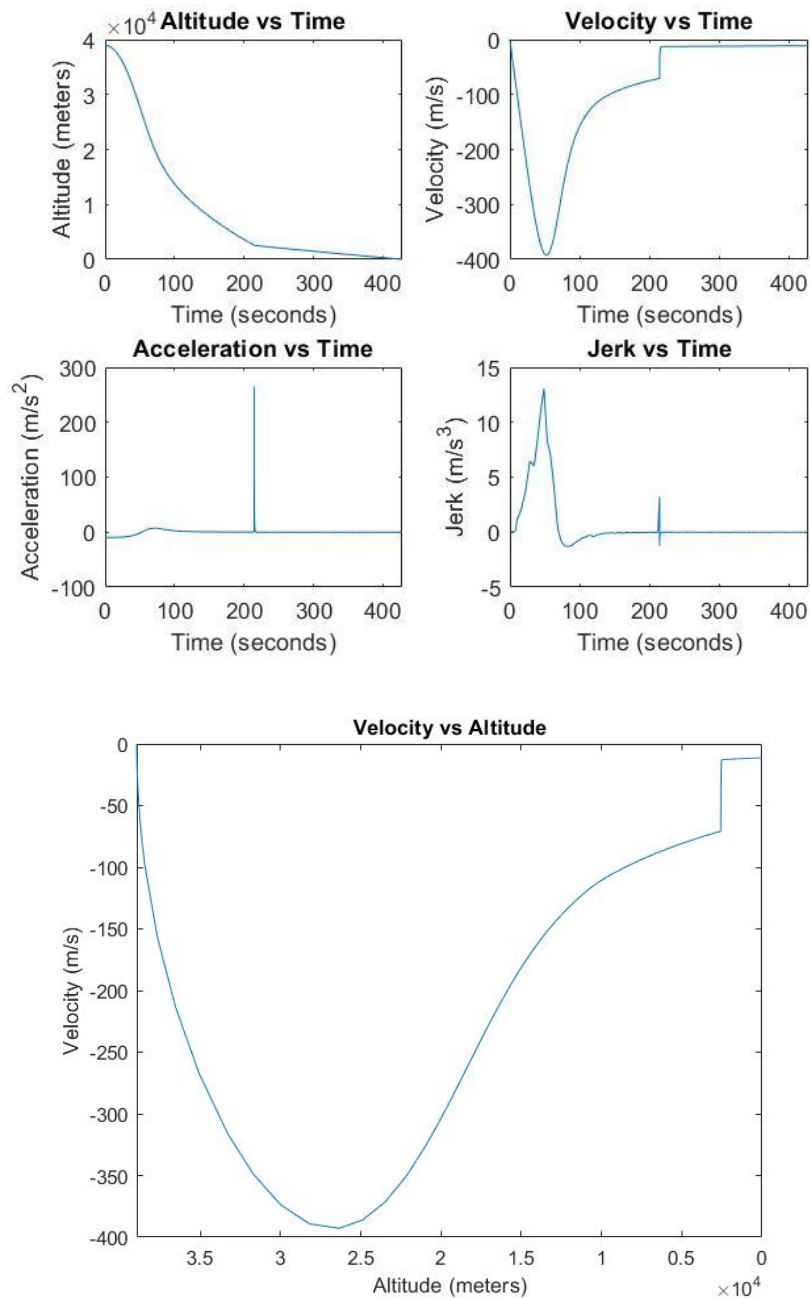 ×10⁴ Altitude vs Time
Altitude (meters)
4
3
2
1
0
0 100 200 300 400
Time (seconds)
Velocity vs Time
Velocity (m/s)
0
-100
-200
-300
-400
0 100 200 300 400
Time (seconds)
Acceleration vs Time
Acceleration (m/s²)
300
200
100
0
-100
0 100 200 300 400
Time (seconds)
Jerk vs Time
Jerk (m/s³)
15
10
5
0
-5
0 100 200 300 400
Time (seconds)
Velocity vs Altitude
Velocity (m/s)
0
-50
-100
-150
-200
-250
-300
-350
-400
3.5 3 2.5 2 1.5 1 0.5 0
Altitude (meters)
×10⁴